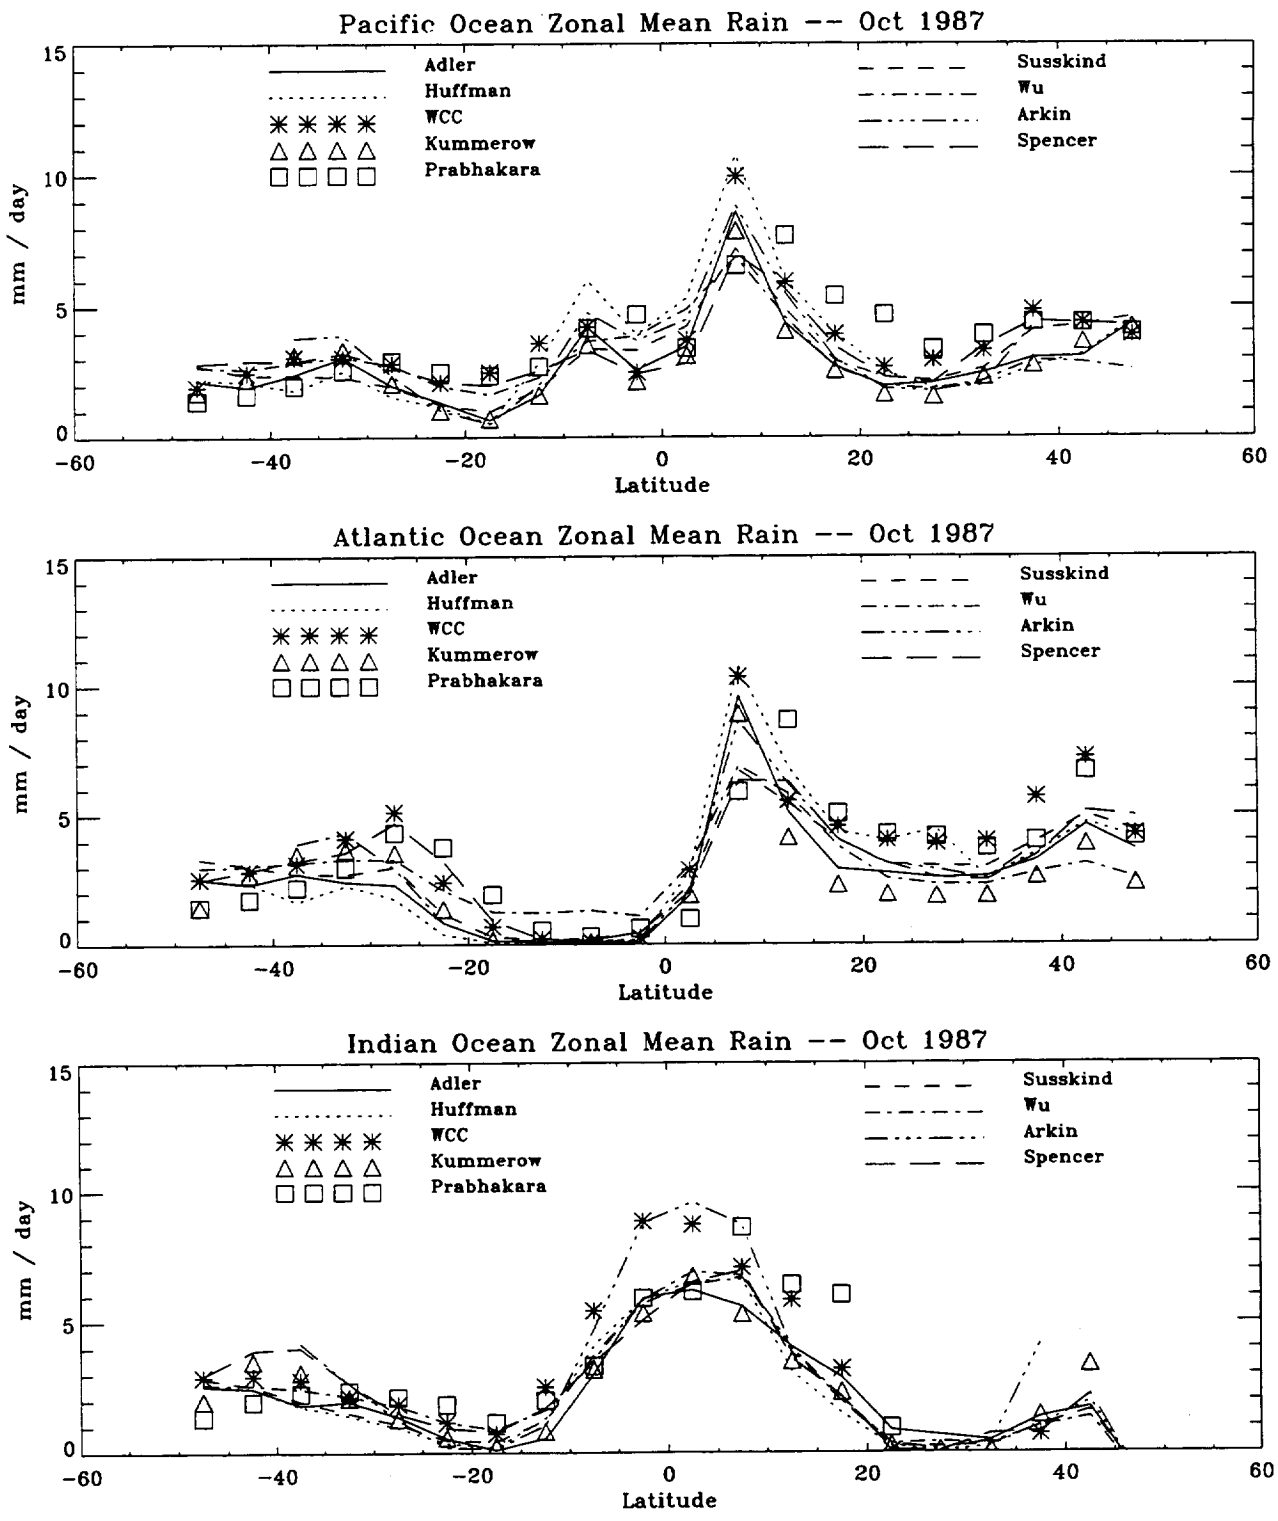 Pacific Ocean Zonal Mean Rain -- Oct 1987
15
10
5
0
mm / day
Adler
Huffman
WCC
Kummerow
Prabhakara
Susskind
Wu
Arkin
Spencer
-60 -40 -20 0 20 40 60
Latitude
Atlantic Ocean Zonal Mean Rain -- Oct 1987
15
10
5
0
mm / day
Adler
Huffman
WCC
Kummerow
Prabhakara
Susskind
Wu
Arkin
Spencer
-60 -40 -20 0 20 40 60
Latitude
Indian Ocean Zonal Mean Rain -- Oct 1987
15
10
5
0
mm / day
Adler
Huffman
WCC
Kummerow
Prabhakara
Susskind
Wu
Arkin
Spencer
-60 -40 -20 0 20 40 60
Latitude